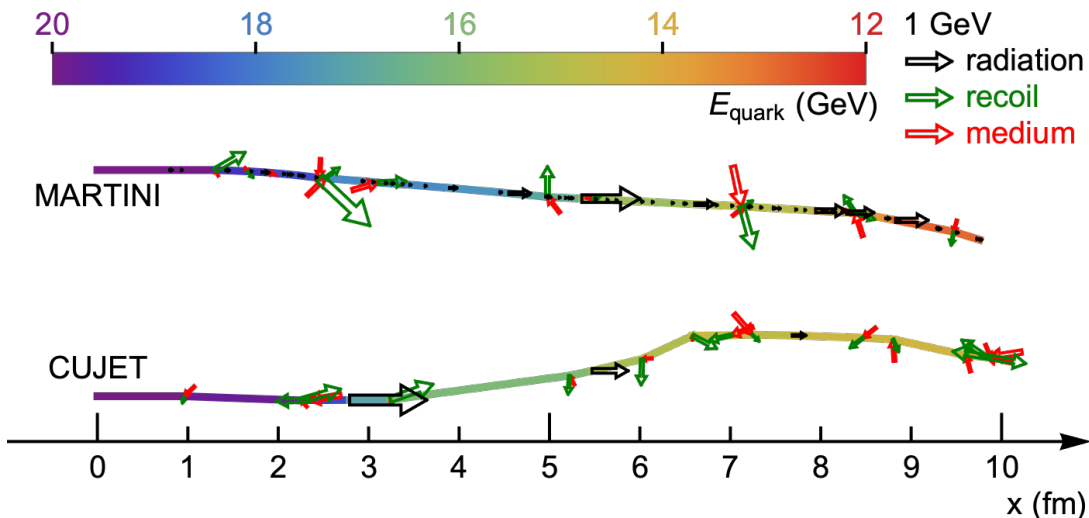 20 18 16 14 12 1 GeV
radiation
E_quark (GeV) recoil
medium
MARTINI
CUJET
0 1 2 3 4 5 6 7 8 9 10
x (fm)